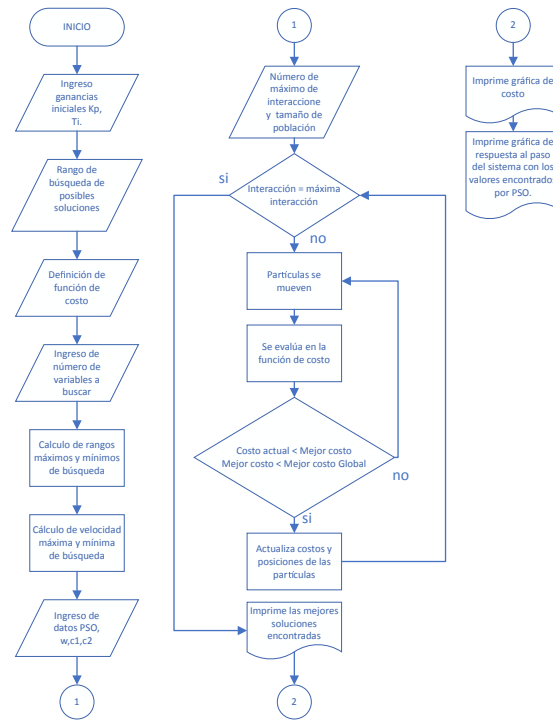 INICIO
Ingreso
ganancias
iniciales Kp,
Ti.
Rango de
búsqueda de
posibles
soluciones
Definición de
función de
costo
Ingreso de
número de
variables a
buscar
Calculo de rangos
máximos y mínimos
de búsqueda
Cálculo de velocidad
máxima y mínima
de búsqueda
Ingreso de
datos PSO,
w,c1,c2
1
1
Número de
máximo de
interaccione
y tamaño de
población
si
Interacción = máxima
interacción
no
Partículas se
mueven
Se evalúa en la
función de costo
Costo actual < Mejor costo
Mejor costo < Mejor costo Global
no
si
Actualiza costos y
posiciones de las
partículas
Imprime las mejores
soluciones
encontradas
2
2
Imprime gráfica de
costo
Imprime gráfica de
respuesta al paso
del sistema con los
valores encontrados
por PSO.